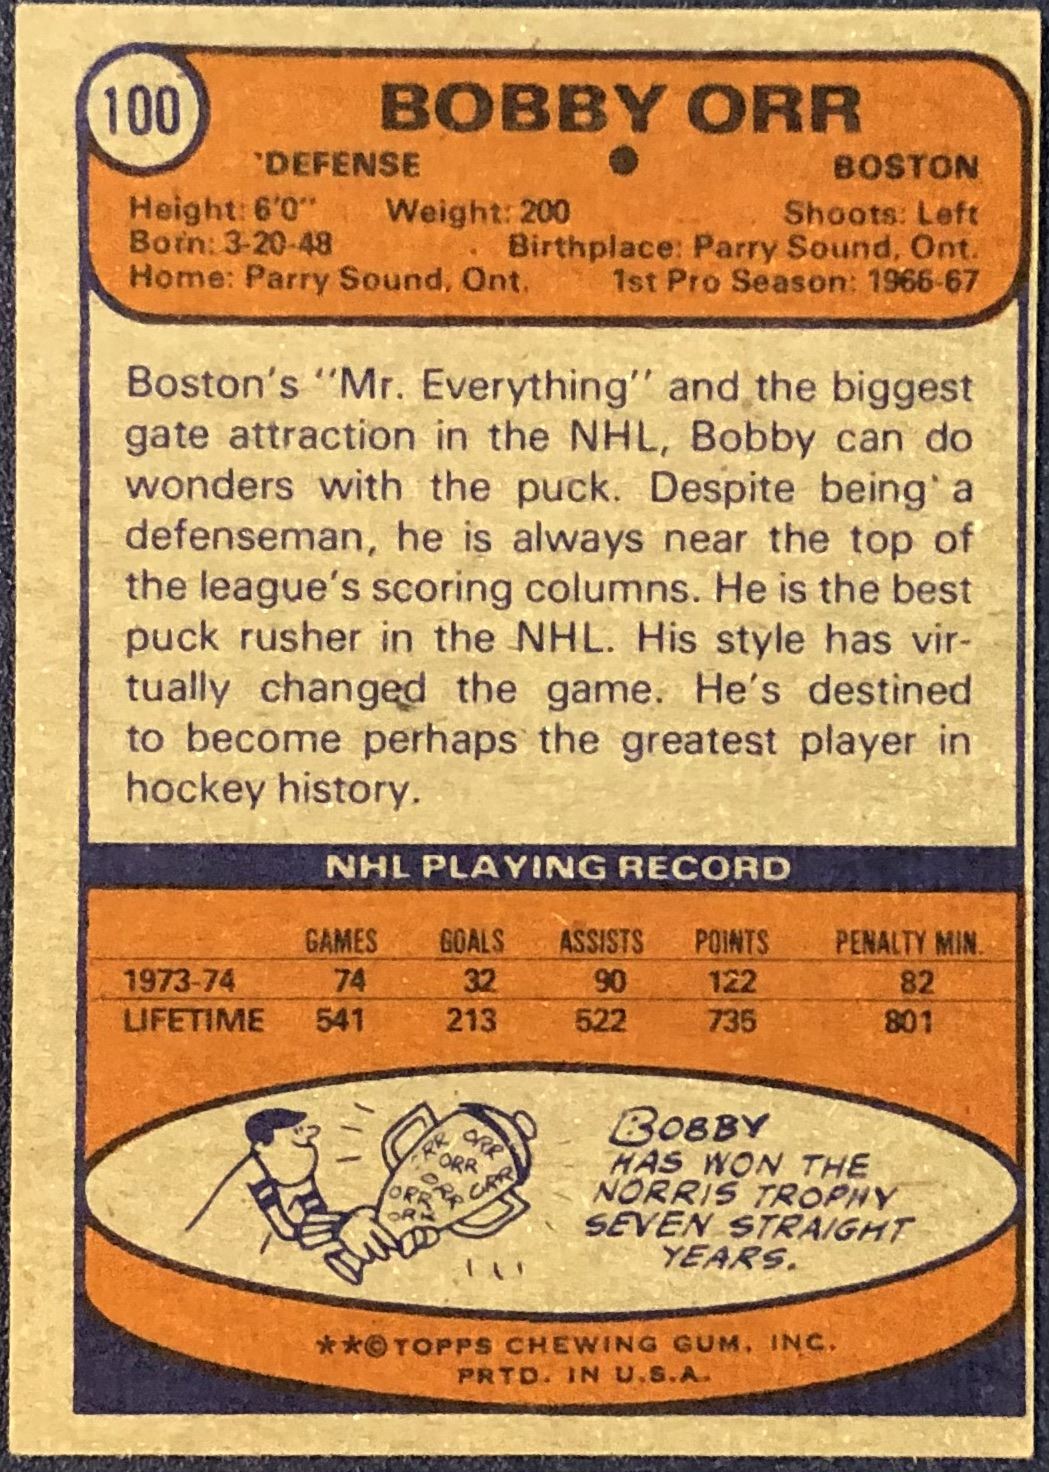 100
BOBBY ORR
DEFENSE ● BOSTON
Height: 6'0" Weight: 200 Shoots: Left
Born: 3-20-48 Birthplace: Parry Sound, Ont.
Home: Parry Sound, Ont. 1st Pro Season: 1966-67
Boston's "Mr. Everything" and the biggest
gate attraction in the NHL, Bobby can do
wonders with the puck. Despite being a
defenseman, he is always near the top of
the league's scoring columns. He is the best
puck rusher in the NHL. His style has vir-
tually changed the game. He's destined
to become perhaps the greatest player in
hockey history.
NHL PLAYING RECORD
GAMES GOALS ASSISTS POINTS PENALTY MIN.
1973-74 74 32 90 122 82
LIFETIME 541 213 522 735 801
ORR ORR
ORR
ORR
ORR ORR
ORR
BOBBY
HAS WON THE
NORRIS TROPHY
SEVEN STRAIGHT
YEARS.
**©TOPPS CHEWING GUM, INC.
PRTD. IN U.S.A.